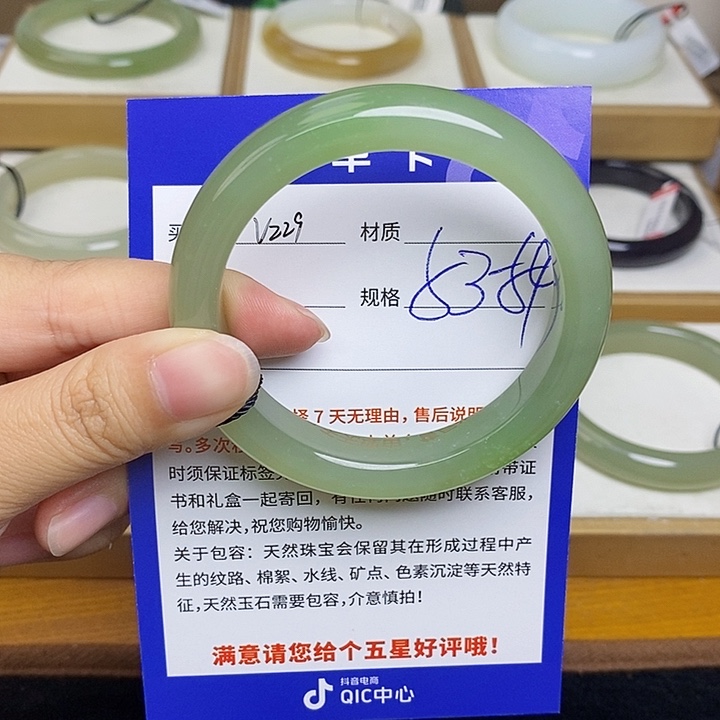 单卡
买 V229 材质
规格 63-84
择7天无理由，售后说明
时须保证标签
带证
书和礼盒一起寄回，有任何问题随时联系客服，
给您解决，祝您购物愉快。
关于包容：天然珠宝会保留其在形成过程中产
生的纹路、棉絮、水线、矿点、色素沉淀等天然特
征，天然玉石需要包容，介意慎拍！
满意请您给个五星好评哦！
抖音电商
QIC中心